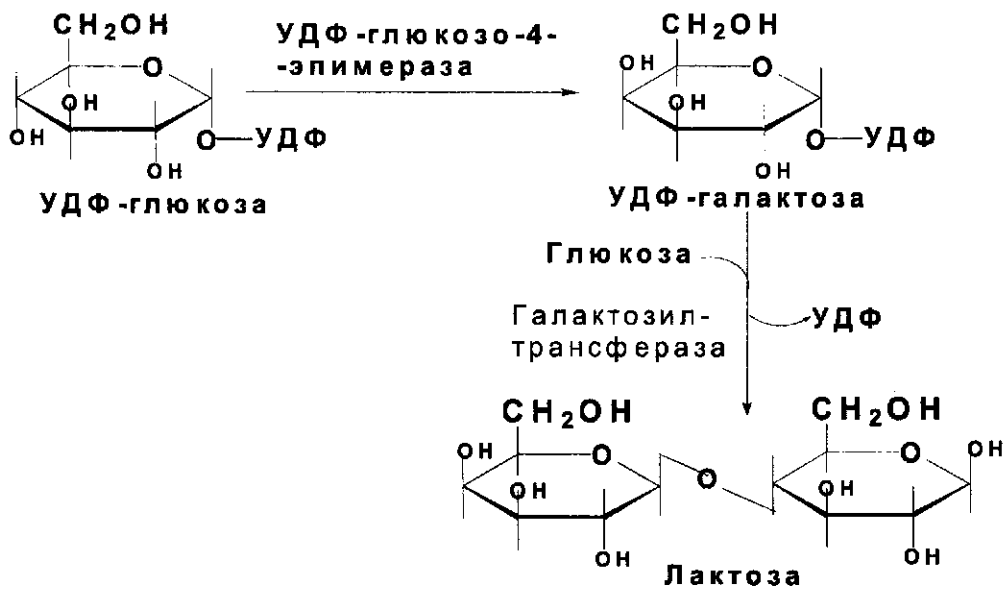 CH₂OH
УДФ-глюкозо-4-
-эпимераза
CH₂OH
O
OH
OH
OH
O—УДФ
OH
O
OH
OH
O—УДФ
OH
УДФ-глюкоза
УДФ-галактоза
Глюкоза
Галактозил-
трансфераза
УДФ
CH₂OH
CH₂OH
OH
O
O
OH
OH
O
OH
OH
OH
Лактоза